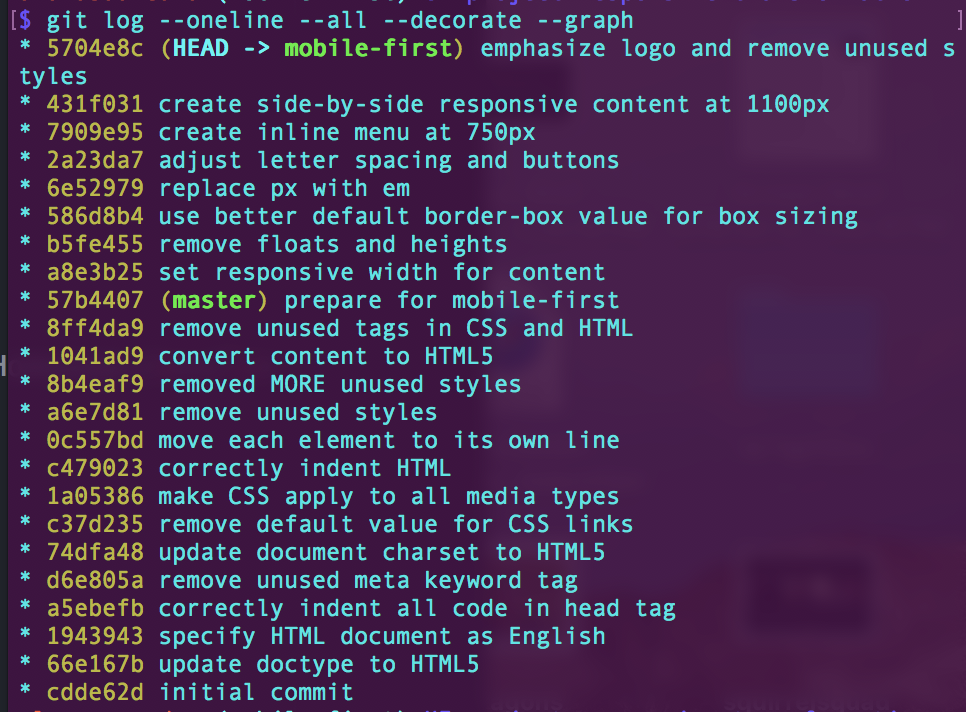 [$ git log --oneline --all --decorate --graph ]
* 5704e8c (HEAD -> mobile-first) emphasize logo and remove unused s
tyles
* 431f031 create side-by-side responsive content at 1100px
* 7909e95 create inline menu at 750px
* 2a23da7 adjust letter spacing and buttons
* 6e52979 replace px with em
* 586d8b4 use better default border-box value for box sizing
* b5fe455 remove floats and heights
* a8e3b25 set responsive width for content
* 57b4407 (master) prepare for mobile-first
* 8ff4da9 remove unused tags in CSS and HTML
* 1041ad9 convert content to HTML5
* 8b4eaf9 removed MORE unused styles
* a6e7d81 remove unused styles
* 0c557bd move each element to its own line
* c479023 correctly indent HTML
* 1a05386 make CSS apply to all media types
* c37d235 remove default value for CSS links
* 74dfa48 update document charset to HTML5
* d6e805a remove unused meta keyword tag
* a5ebefb correctly indent all code in head tag
* 1943943 specify HTML document as English
* 66e167b update doctype to HTML5
* cdde62d initial commit